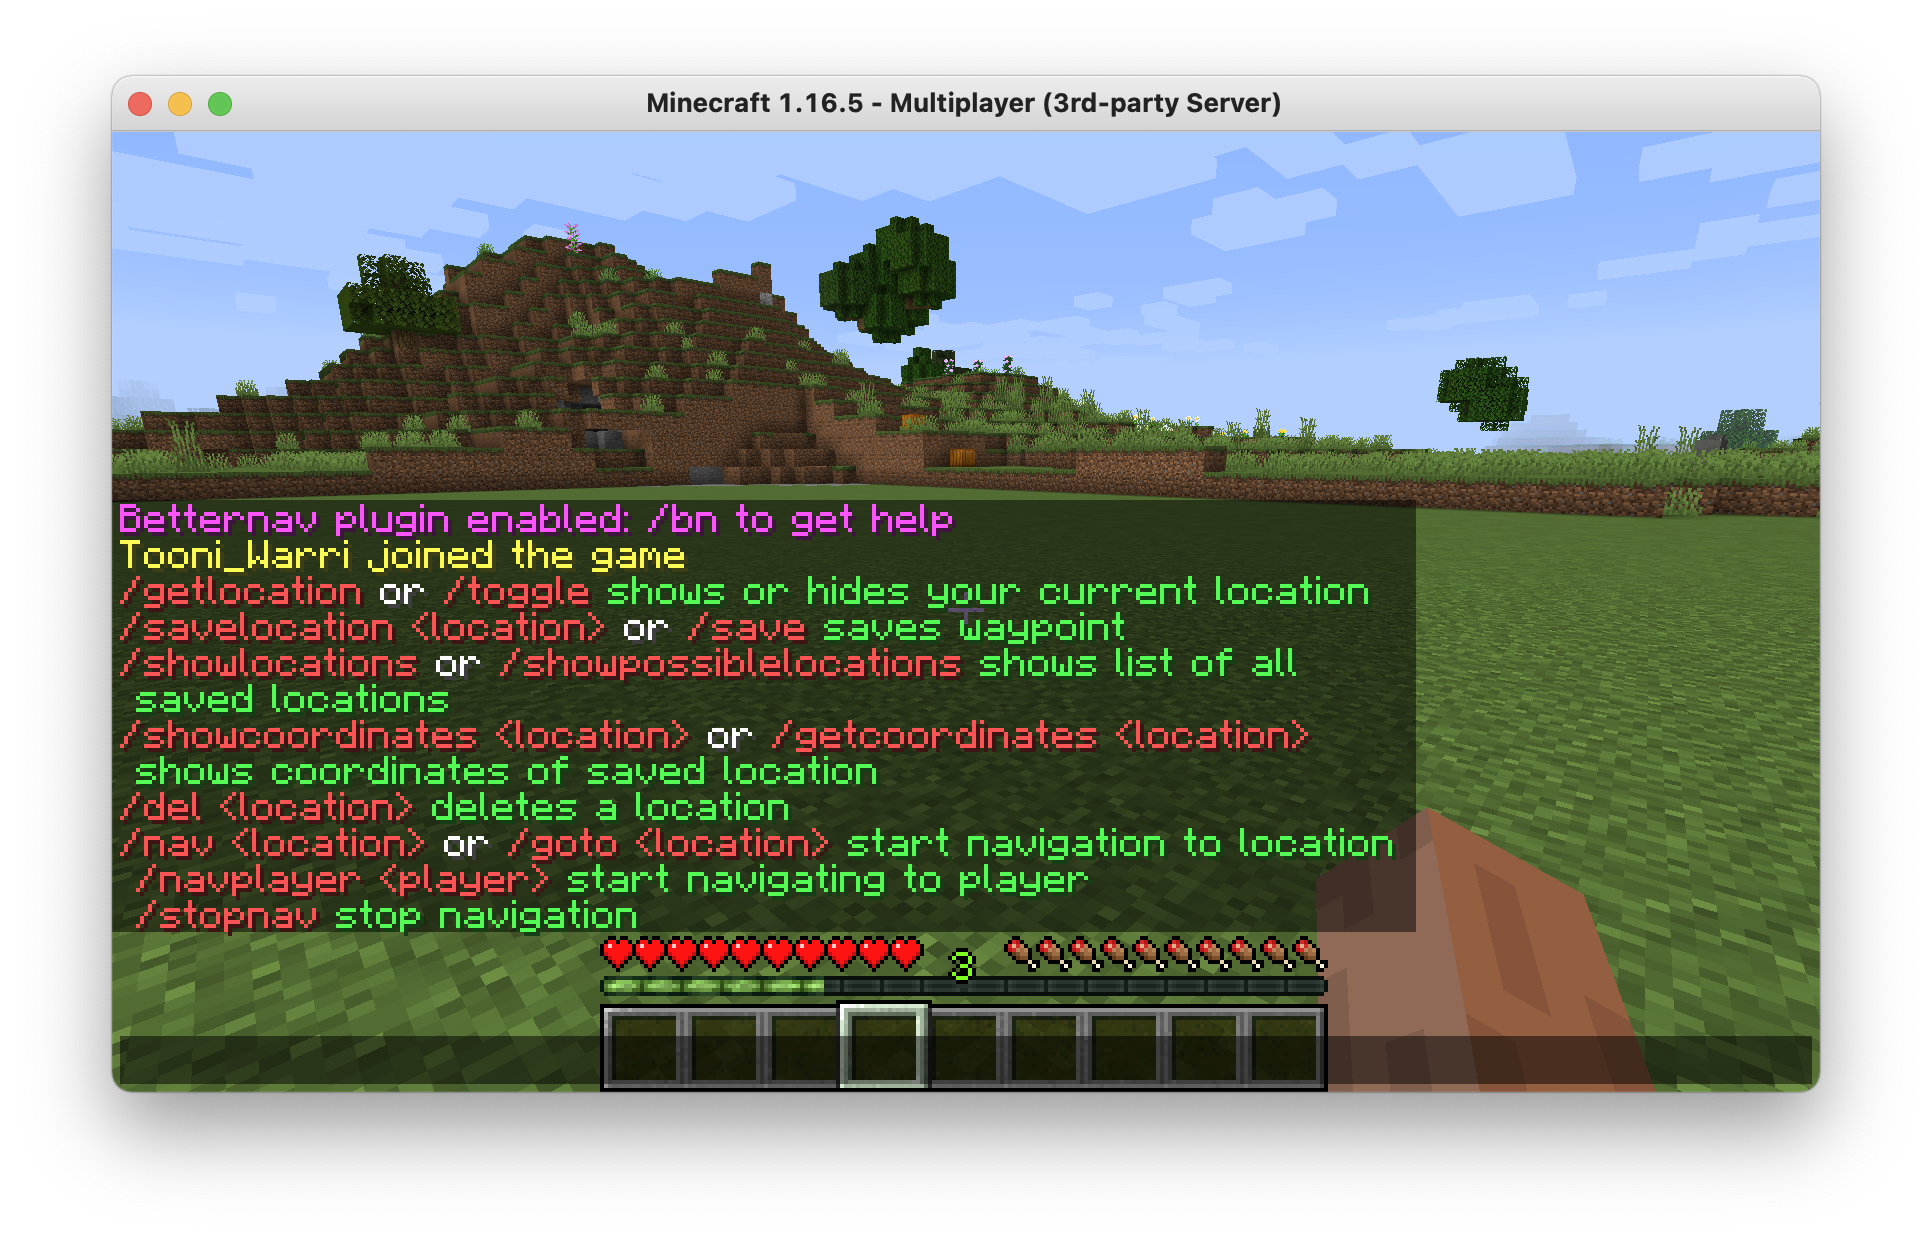 Minecraft 1.16.5 - Multiplayer (3rd-party Server)
Betternav plugin enabled: /bn to get help
Tooni_Warri joined the game
/getlocation or /toggle shows or hides your current location
/savelocation <location> or /save saves waypoint
/showlocations or /showpossiblelocations shows list of all
saved locations
/showcoordinates <location> or /getcoordinates <location>
shows coordinates of saved location
/del <location> deletes a location
/nav <location> or /goto <location> start navigation to location
/navplayer <player> start navigating to player
/stopnav stop navigation
3